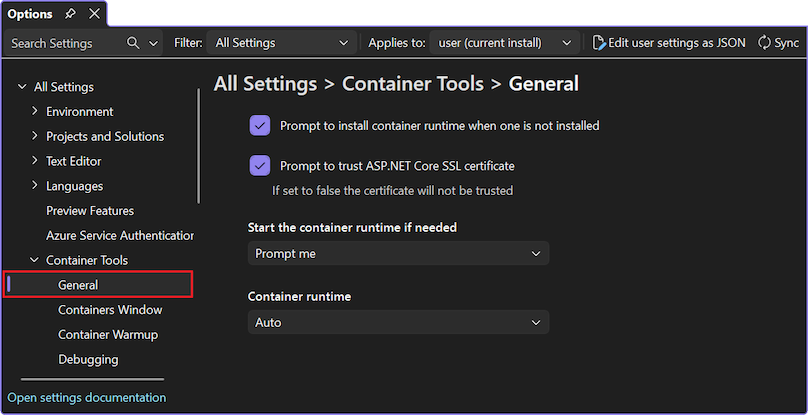 Options
Search Settings
Filter: All Settings
Applies to: user (current install)
Edit user settings as JSON
Sync
All Settings
Environment
Projects and Solutions
Text Editor
Languages
Preview Features
Azure Service Authentication
Container Tools
General
Containers Window
Container Warmup
Debugging
Open settings documentation
All Settings > Container Tools > General
Prompt to install container runtime when one is not installed
Prompt to trust ASP.NET Core SSL certificate
If set to false the certificate will not be trusted
Start the container runtime if needed
Prompt me
Container runtime
Auto